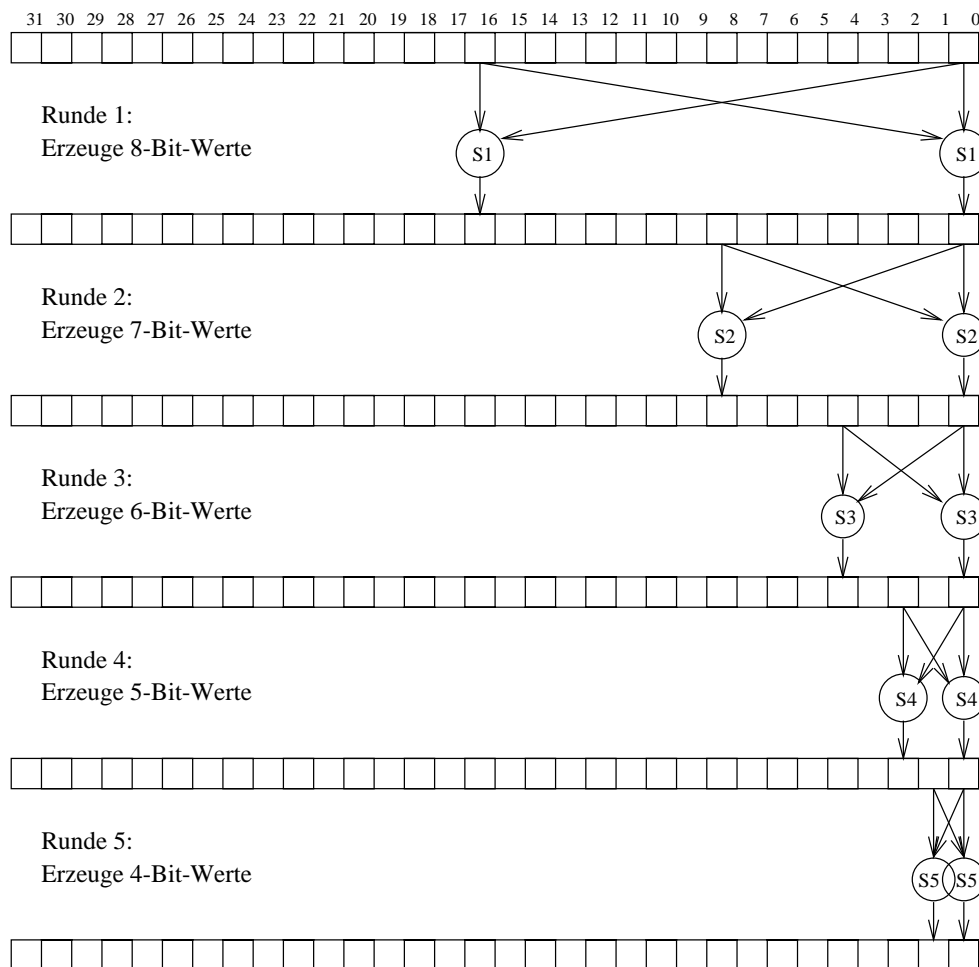 31 30 29 28 27 26 25 24 23 22 21 20 19 18 17 16 15 14 13 12 11 10 9 8 7 6 5 4 3 2 1 0
Runde 1:
Erzeuge 8-Bit-Werte
S1 S1
Runde 2:
Erzeuge 7-Bit-Werte
S2 S2
Runde 3:
Erzeuge 6-Bit-Werte
S3 S3
Runde 4:
Erzeuge 5-Bit-Werte
S4 S4
Runde 5:
Erzeuge 4-Bit-Werte
S5 S5